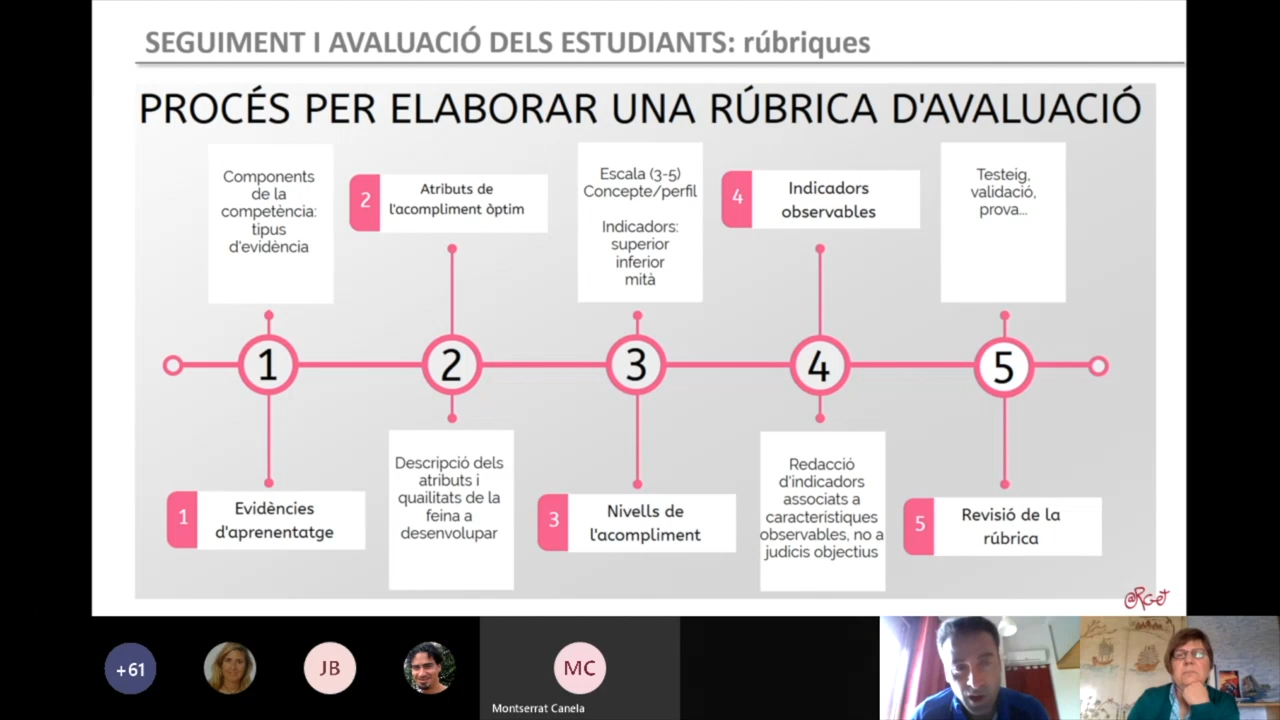 SEGUIMENT I AVALUACIÓ DELS ESTUDIANTS: rúbriques
PROCÉS PER ELABORAR UNA RÚBRICA D'AVALUACIÓ
Components
de la
competència:
tipus
d'evidència
2
Atributs de
l'acompliment òptim
Escala (3-5)
Concepte/perfil
Indicadors:
superior
inferior
mità
4
Indicadors
observables
Testeig,
validació,
prova...
1
2
3
4
5
1
Evidències
d'aprenentatge
Descripció dels
atributs i
quailitats de la
feina a
desenvolupar
3
Nivells de
l'acompliment
Redacció
d'indicadors
associats a
característiques
observables, no a
judicis objectius
5
Revisió de la
rúbrica
@RGet
+61
JB
MC
Montserrat Canela